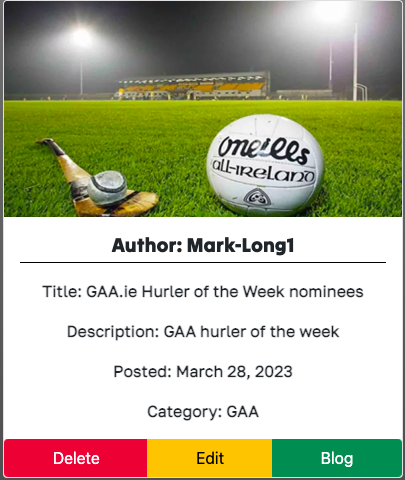 O'neills
ALL-IRELAND
Author: Mark-Long1
Title: GAA.ie Hurler of the Week nominees
Description: GAA hurler of the week
Posted: March 28, 2023
Category: GAA
Delete Edit Blog